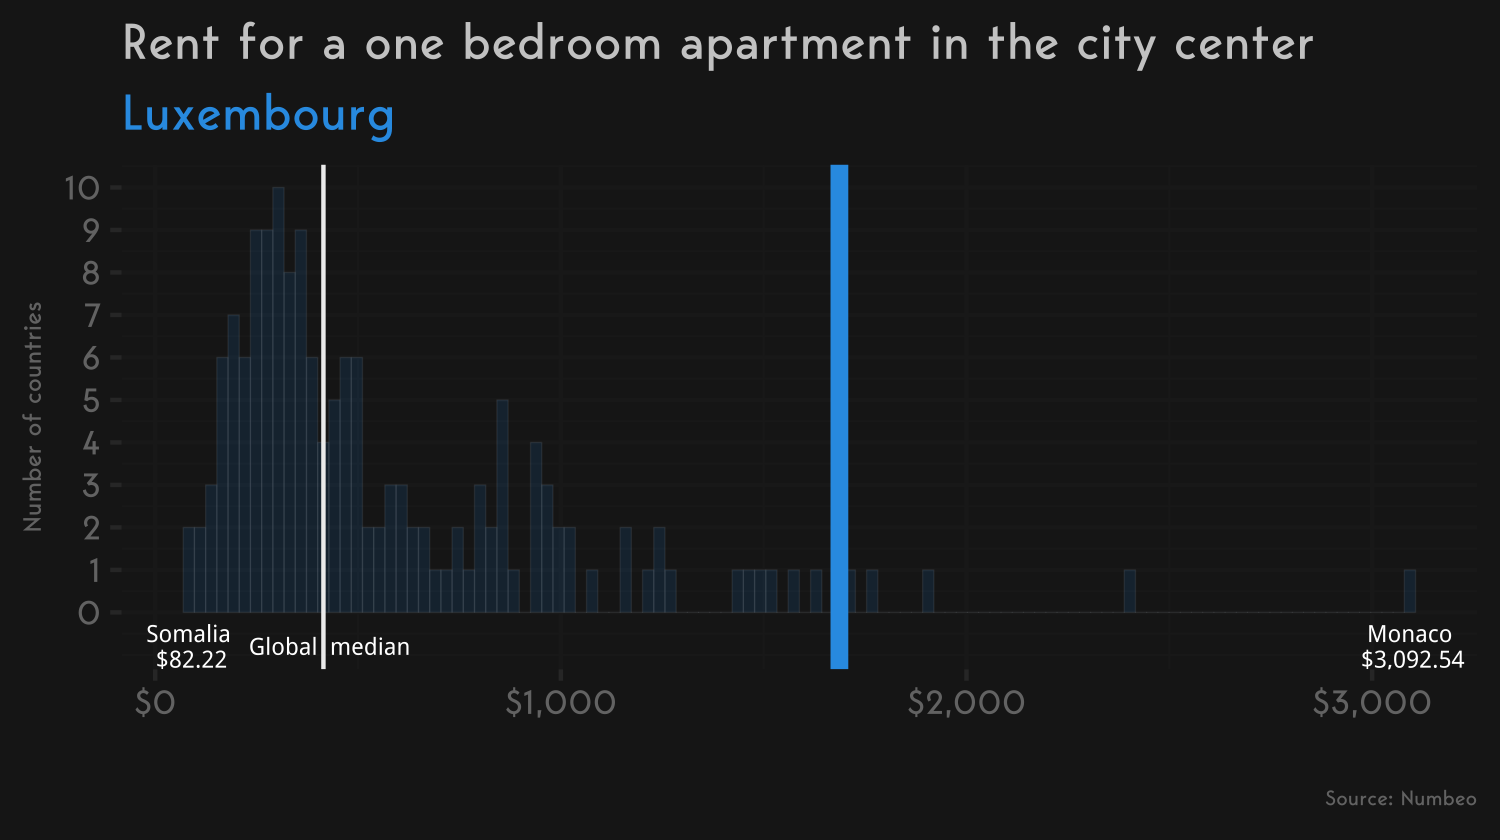 Rent for a one bedroom apartment in the city center
Luxembourg
Number of countries
10
9
8
7
6
5
4
3
2
1
0
Somalia
$82.22
Global median
Monaco
$3,092.54
$0
$1,000
$2,000
$3,000
Source: Numbeo